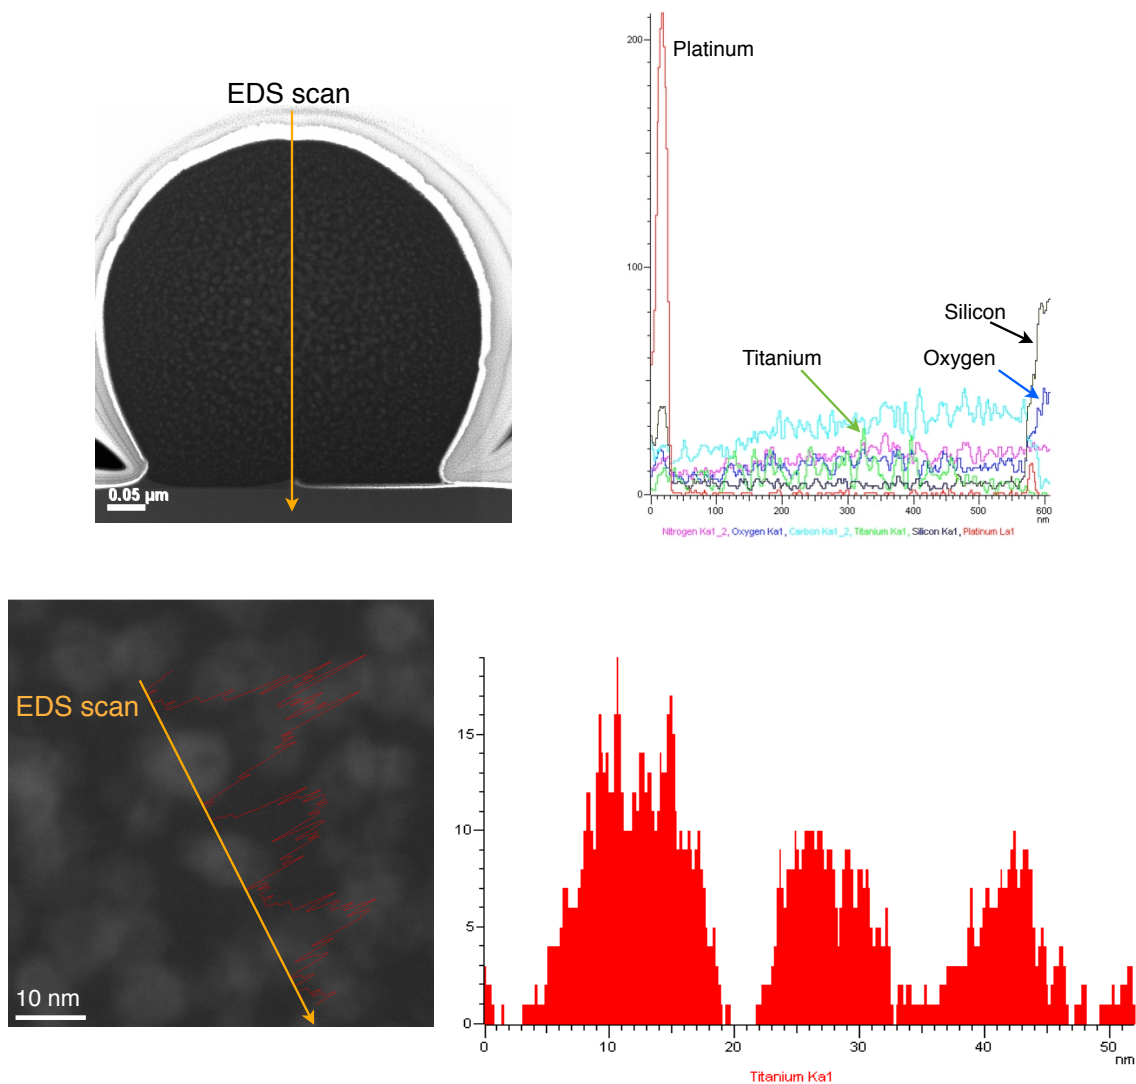 EDS scan
0.05 µm
200
100
0
Platinum
Silicon
Titanium
Oxygen
0 100 200 300 400 500 600
nm
Nitrogen Ka1_2, Oxygen Ka1, Carbon Ka1_2, Titanium Ka1, Silicon Ka1, Platinum La1
EDS scan
10 nm
15
10
5
0
0 10 20 30 40 50
nm
Titanium Ka1